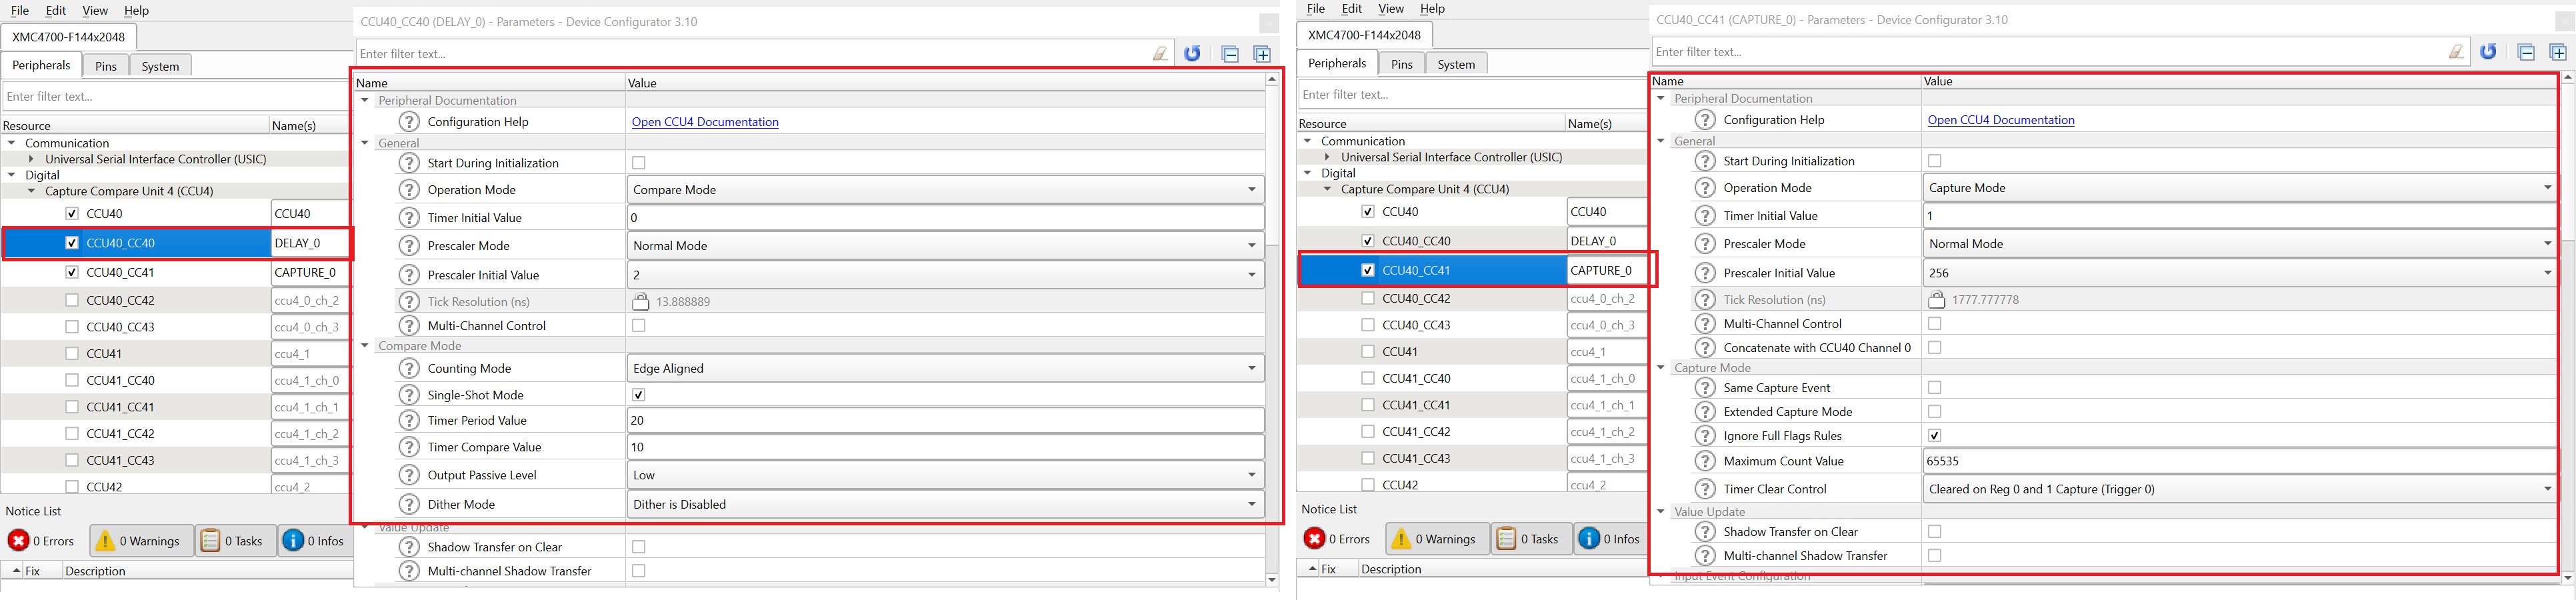 File Edit View Help
XMC4700-F144x2048
Peripherals Pins System
Enter filter text...
Resource Name(s)
Communication
Universal Serial Interface Controller (USIC)
Digital
Capture Compare Unit 4 (CCU4)
CCU40 CCU40
CCU40_CC40 DELAY_0
CCU40_CC41 CAPTURE_0
CCU40_CC42 ccu4_0_ch_2
CCU40_CC43 ccu4_0_ch_3
CCU41 ccu4_1
CCU41_CC40 ccu4_1_ch_0
CCU41_CC41 ccu4_1_ch_1
CCU41_CC42 ccu4_1_ch_2
CCU41_CC43 ccu4_1_ch_3
CCU42 ccu4_2
Notice List
0 Errors 0 Warnings 0 Tasks 0 Infos
Fix Description
CCU40_CC40 (DELAY_0) - Parameters - Device Configurator 3.10
Enter filter text...
Name Value
Peripheral Documentation
Configuration Help Open CCU4 Documentation
General
Start During Initialization
Operation Mode Compare Mode
Timer Initial Value 0
Prescaler Mode Normal Mode
Prescaler Initial Value 2
Tick Resolution (ns) 13.888889
Multi-Channel Control
Compare Mode
Counting Mode Edge Aligned
Single-Shot Mode
Timer Period Value 20
Timer Compare Value 10
Output Passive Level Low
Dither Mode Dither is Disabled
Value Update
Shadow Transfer on Clear
Multi-channel Shadow Transfer
File Edit View Help
XMC4700-F144x2048
Peripherals Pins System
Enter filter text...
Resource Name(s)
Communication
Universal Serial Interface Controller (USIC)
Digital
Capture Compare Unit 4 (CCU4)
CCU40 CCU40
CCU40_CC40 DELAY_0
CCU40_CC41 CAPTURE_0
CCU40_CC42 ccu4_0_ch_2
CCU40_CC43 ccu4_0_ch_3
CCU41 ccu4_1
CCU41_CC40 ccu4_1_ch_0
CCU41_CC41 ccu4_1_ch_1
CCU41_CC42 ccu4_1_ch_2
CCU41_CC43 ccu4_1_ch_3
CCU42 ccu4_2
Notice List
0 Errors 0 Warnings 0 Tasks 0 Infos
Fix Description
CCU40_CC41 (CAPTURE_0) - Parameters - Device Configurator 3.10
Enter filter text...
Name Value
Peripheral Documentation
Configuration Help Open CCU4 Documentation
General
Start During Initialization
Operation Mode Capture Mode
Timer Initial Value 1
Prescaler Mode Normal Mode
Prescaler Initial Value 256
Tick Resolution (ns) 1777.777778
Multi-Channel Control
Concatenate with CCU40 Channel 0
Capture Mode
Same Capture Event
Extended Capture Mode
Ignore Full Flags Rules
Maximum Count Value 65535
Timer Clear Control Cleared on Reg 0 and 1 Capture (Trigger 0)
Value Update
Shadow Transfer on Clear
Multi-channel Shadow Transfer
Input Event Configuration